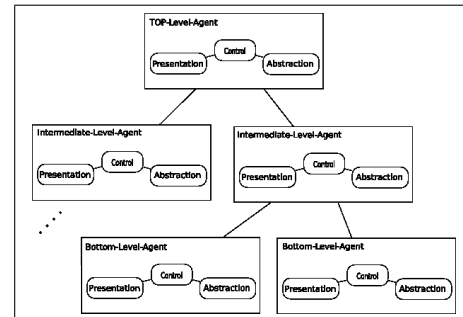 TOP-Level-Agent
Control
Presentation
Abstraction
Intermediate-Level-Agent
Control
Presentation
Abstraction
Intermediate-Level-Agent
Control
Presentation
Abstraction
Bottom-Level-Agent
Control
Presentation
Abstraction
Bottom-Level-Agent
Control
Presentation
Abstraction